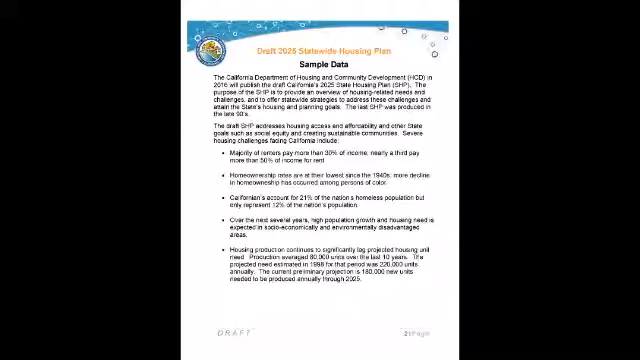 Draft 2025 Statewide Housing Plan
Sample Data
The California Department of Housing and Community Development (HCD) in
2016 will publish the draft California's 2025 State Housing Plan (SHP). The
purpose of the SHP is to provide an overview of housing-related needs and
challenges, and to offer statewide strategies to address these challenges and
attain the State's housing and planning goals. The last SHP was produced in
the late 90's.
The draft SHP addresses housing access and affordability and other State
goals such as social equity and creating sustainable communities. Severe
housing challenges facing California include:
• Majority of renters pay more than 30% of income; nearly a third pay
more than 50% of income for rent
• Homeownership rates are at their lowest since the 1940s; more decline
in homeownership has occurred among persons of color.
• Californian's account for 21% of the nation's homeless population but
only represent 12% of the nation's population.
• Over the next several years, high population growth and housing need is
expected in socio-economically and environmentally disadvantaged
areas.
• Housing production continues to significantly lag projected housing unit
need. Production averaged 80,000 units over the last 10 years. The
projected need estimated in 1998 for that period was 220,000 units
annually. The current preliminary projection is 180,000 new units
needed to be produced annually through 2025.
DRAFT
2 | Page